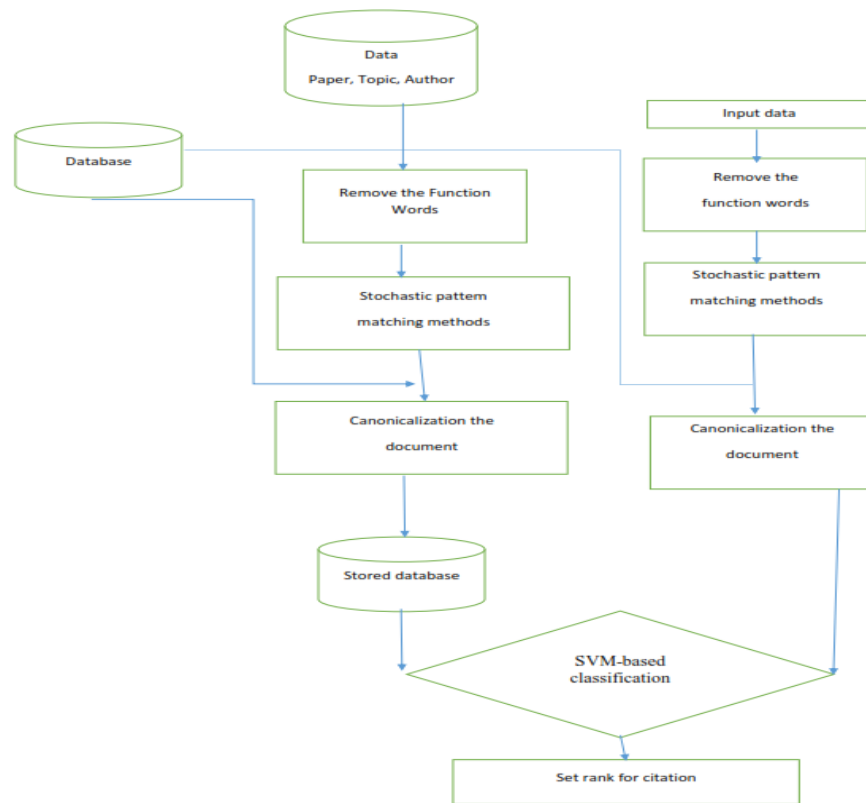 Data
Paper, Topic, Author
Input data
Database
Remove the Function
Words
Remove the
function words
Stochastic pattem
matching methods
Stochastic pattem
matching methods
Canonicalization the
document
Canonicalization the
document
Stored database
SVM-based
classification
Set rank for citation